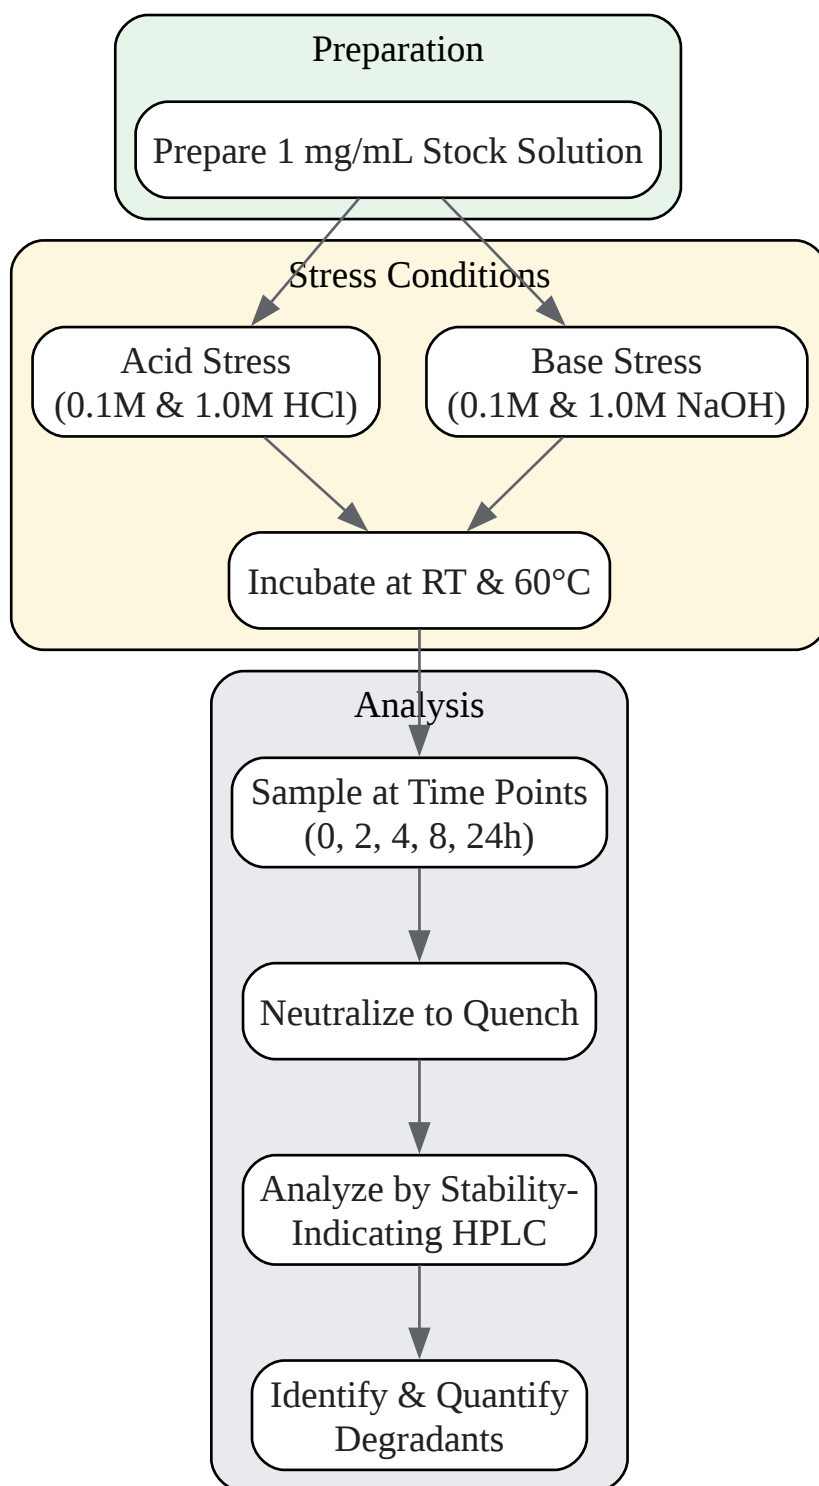 Preparation
Prepare 1 mg/mL Stock Solution
Stress Conditions
Acid Stress
(0.1M & 1.0M HCl)
Base Stress
(0.1M & 1.0M NaOH)
Incubate at RT & 60°C
Analysis
Sample at Time Points
(0, 2, 4, 8, 24h)
Neutralize to Quench
Analyze by Stability-
Indicating HPLC
Identify & Quantify
Degradants